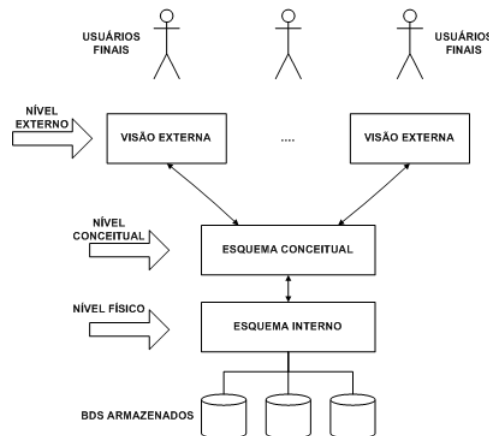 USUÁRIOS
FINAIS
USUÁRIOS
FINAIS
NÍVEL
EXTERNO
VISÃO EXTERNA
....
VISÃO EXTERNA
NÍVEL
CONCEITUAL
ESQUEMA CONCEITUAL
NÍVEL FÍSICO
ESQUEMA INTERNO
BDS ARMAZENADOS